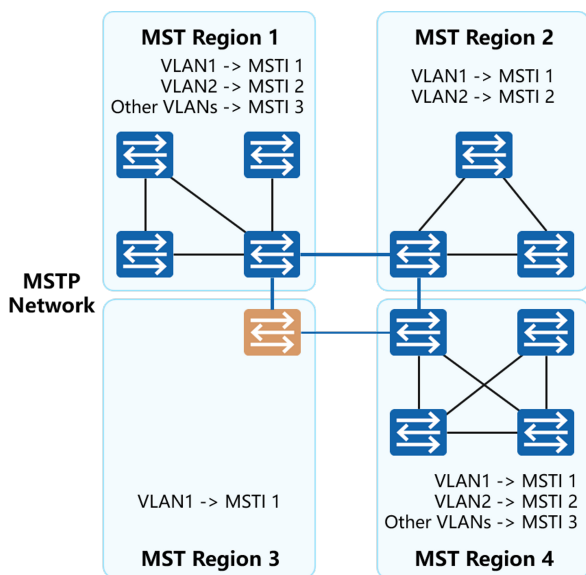 MST Region 1
VLAN1 -> MSTI 1
VLAN2 -> MSTI 2
Other VLANs -> MSTI 3
MST Region 2
VLAN1 -> MSTI 1
VLAN2 -> MSTI 2
MSTP
Network
VLAN1 -> MSTI 1
MST Region 3
VLAN1 -> MSTI 1
VLAN2 -> MSTI 2
Other VLANs -> MSTI 3
MST Region 4